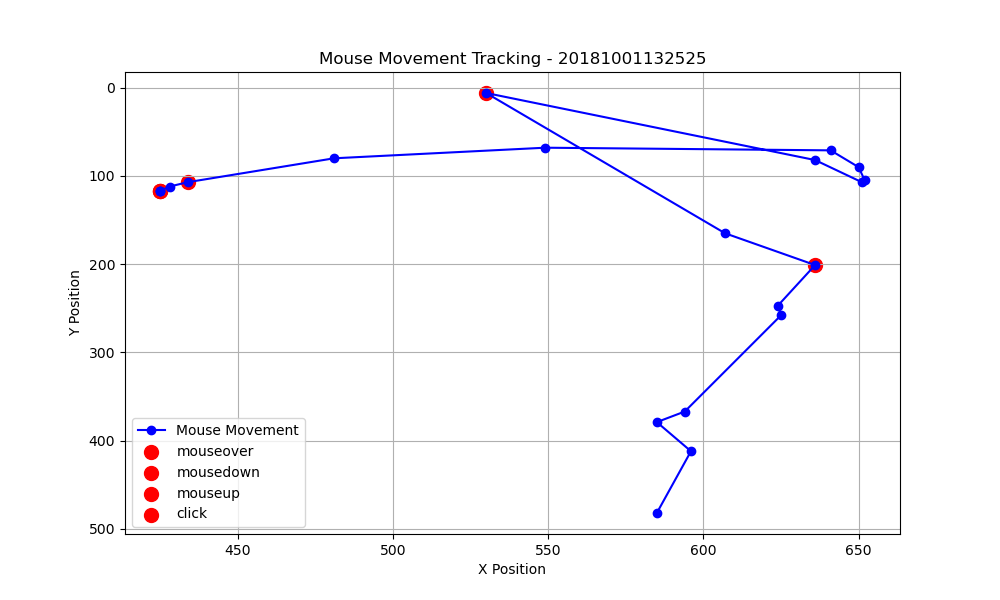 Mouse Movement Tracking - 20181001132525
0
100
200
300
400
500
Y Position
Mouse Movement
mouseover
mousedown
mouseup
click
450
500
550
600
650
X Position